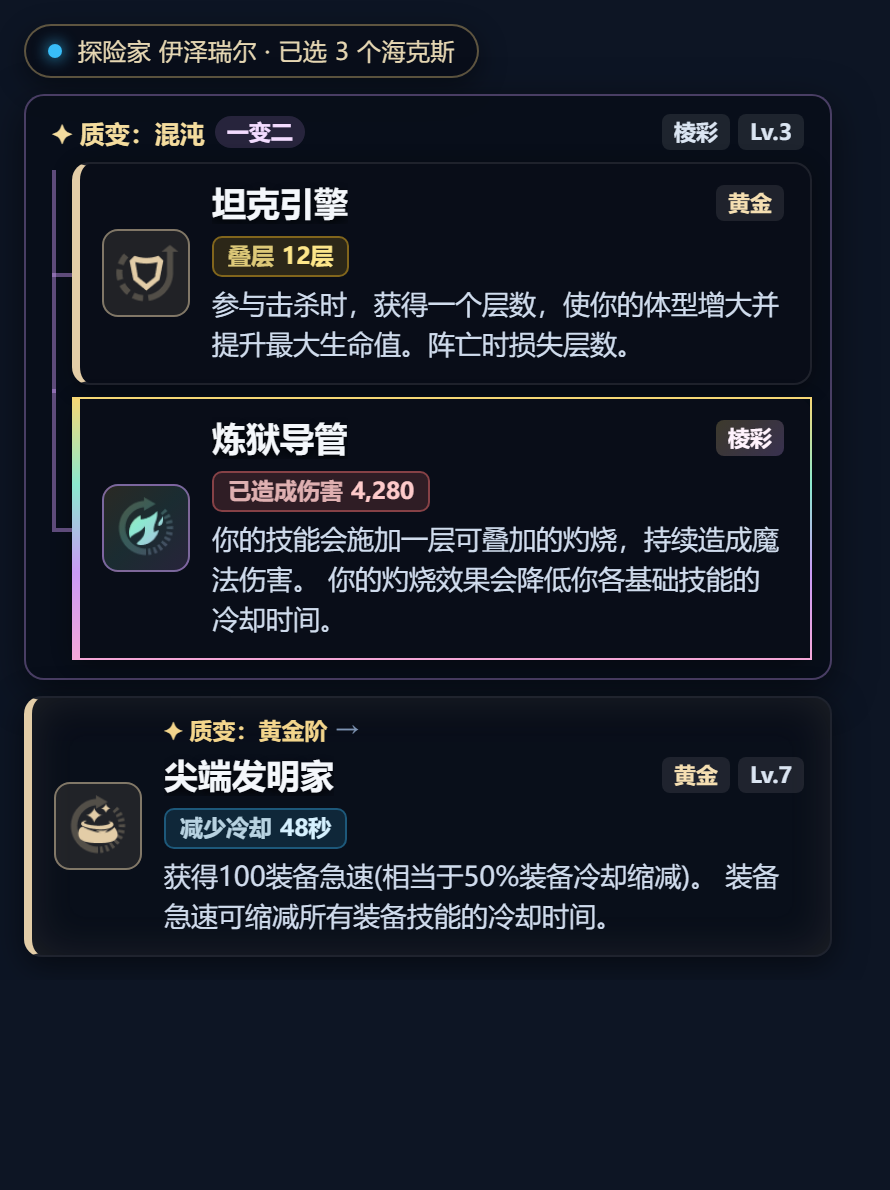 探险家 伊泽瑞尔 · 已选 3 个海克斯
✦ 质变：混沌 一变二 棱彩 Lv.3
坦克引擎 黄金
叠层 12层
参与击杀时，获得一个层数，使你的体型增大并
提升最大生命值。阵亡时损失层数。
炼狱导管 棱彩
已造成伤害 4,280
你的技能会施加一层可叠加的灼烧，持续造成魔
法伤害。 你的灼烧效果会降低你各基础技能的
冷却时间。
✦ 质变：黄金阶 →
尖端发明家 黄金 Lv.7
减少冷却 48秒
获得100装备急速(相当于50%装备冷却缩减)。 装备
急速可缩减所有装备技能的冷却时间。